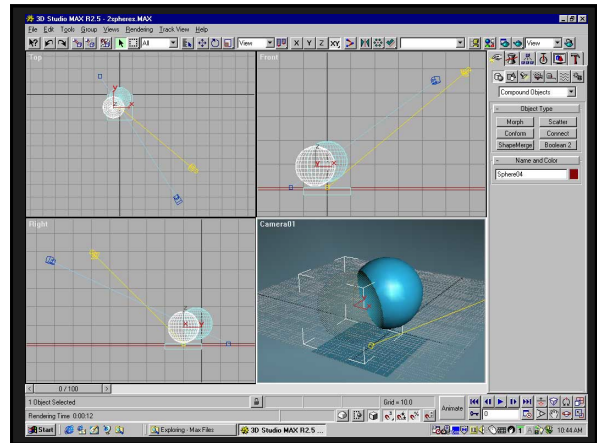 3D Studio MAX R2.5 - 2spheres.MAX
File Edit Tools Group Views Rendering Track View Help
All View X Y Z XY View
Top Front
Compound Objects
- Object Type
Morph Scatter
Conform Connect
ShapeMerge Boolean 2
- Name and Color
Sphere04
Right Camera01
< 0 / 100 >
1 Object Selected Grid = 10.0
Animate
Rendering Time 0:00:12 0
Start Exploring - Max Files 3D Studio MAX R2.5 ... 10:44 AM